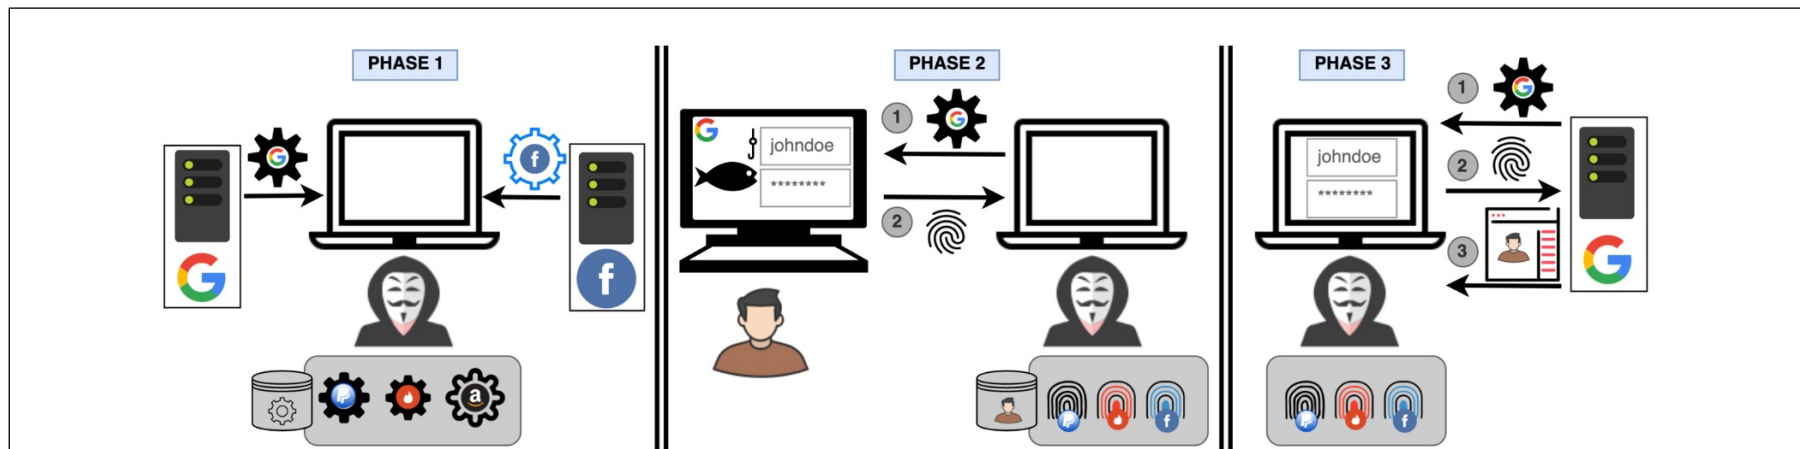 PHASE 1
PHASE 2
1
johndoe
********
2
PHASE 3
1
johndoe
********
2
3